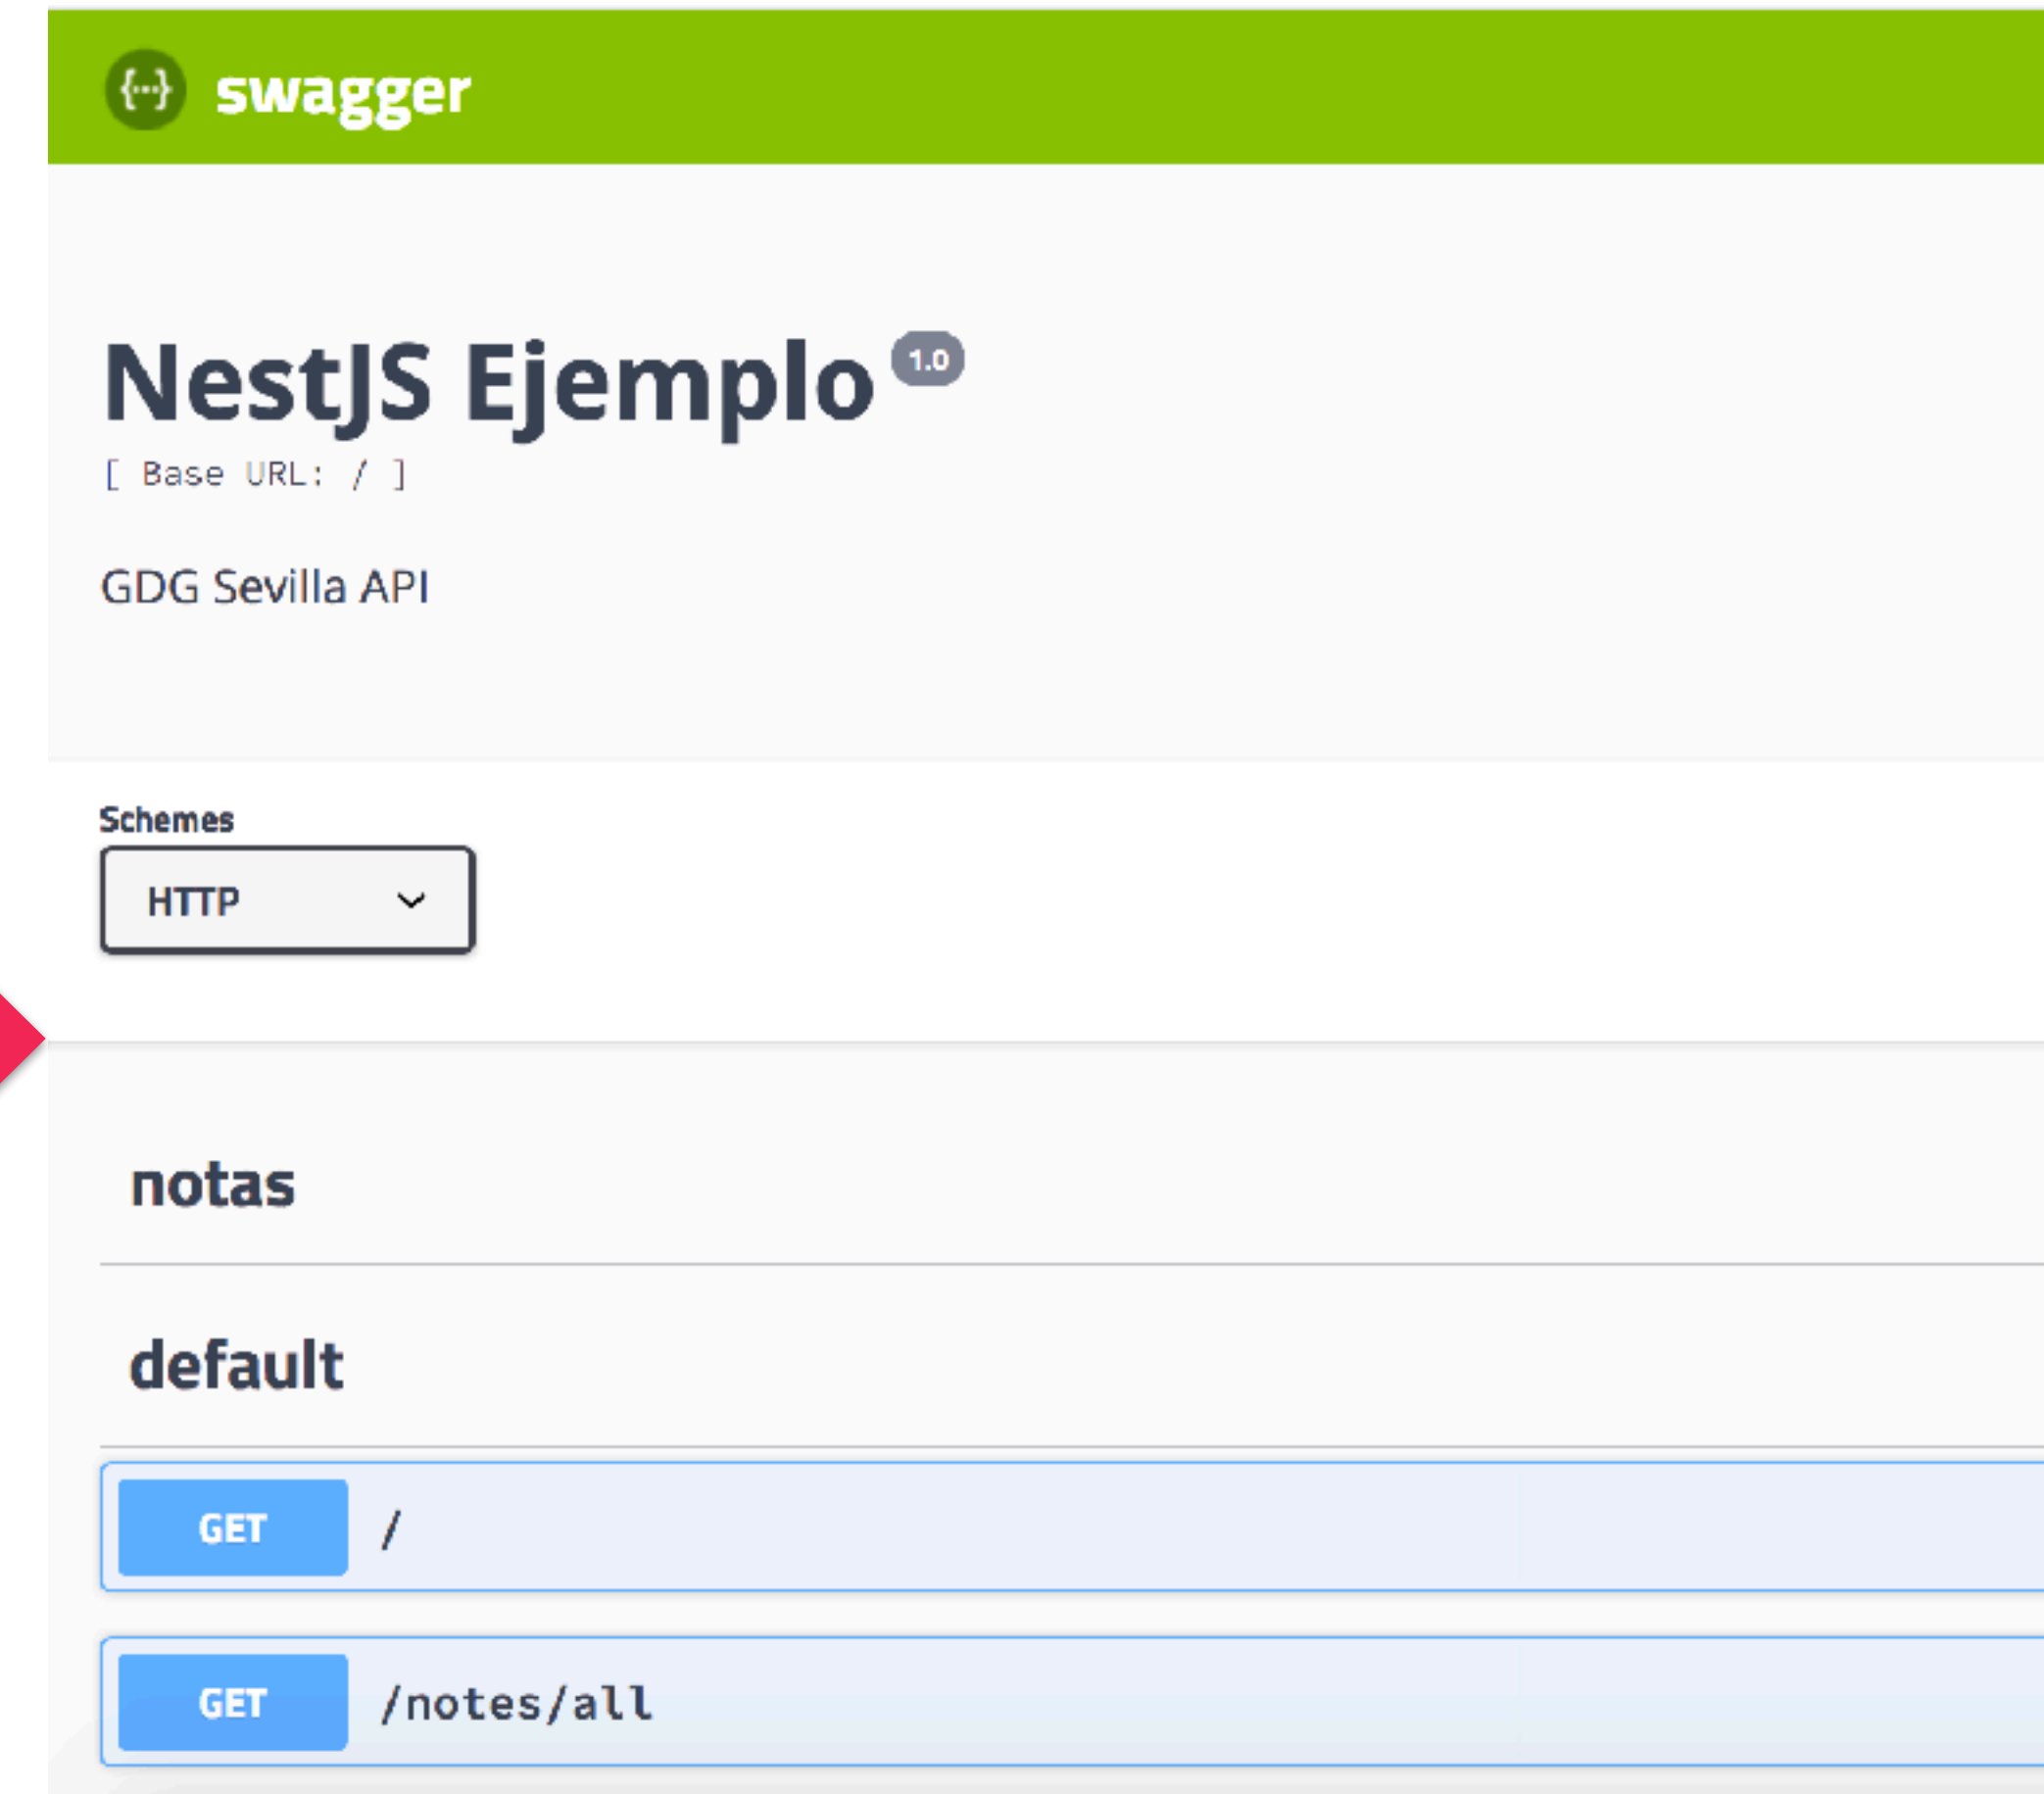 {...} swagger
NestJS Ejemplo 1.0
[ Base URL: / ]
GDG Sevilla API
Schemes
HTTP
notas
default
GET /
GET /notes/all